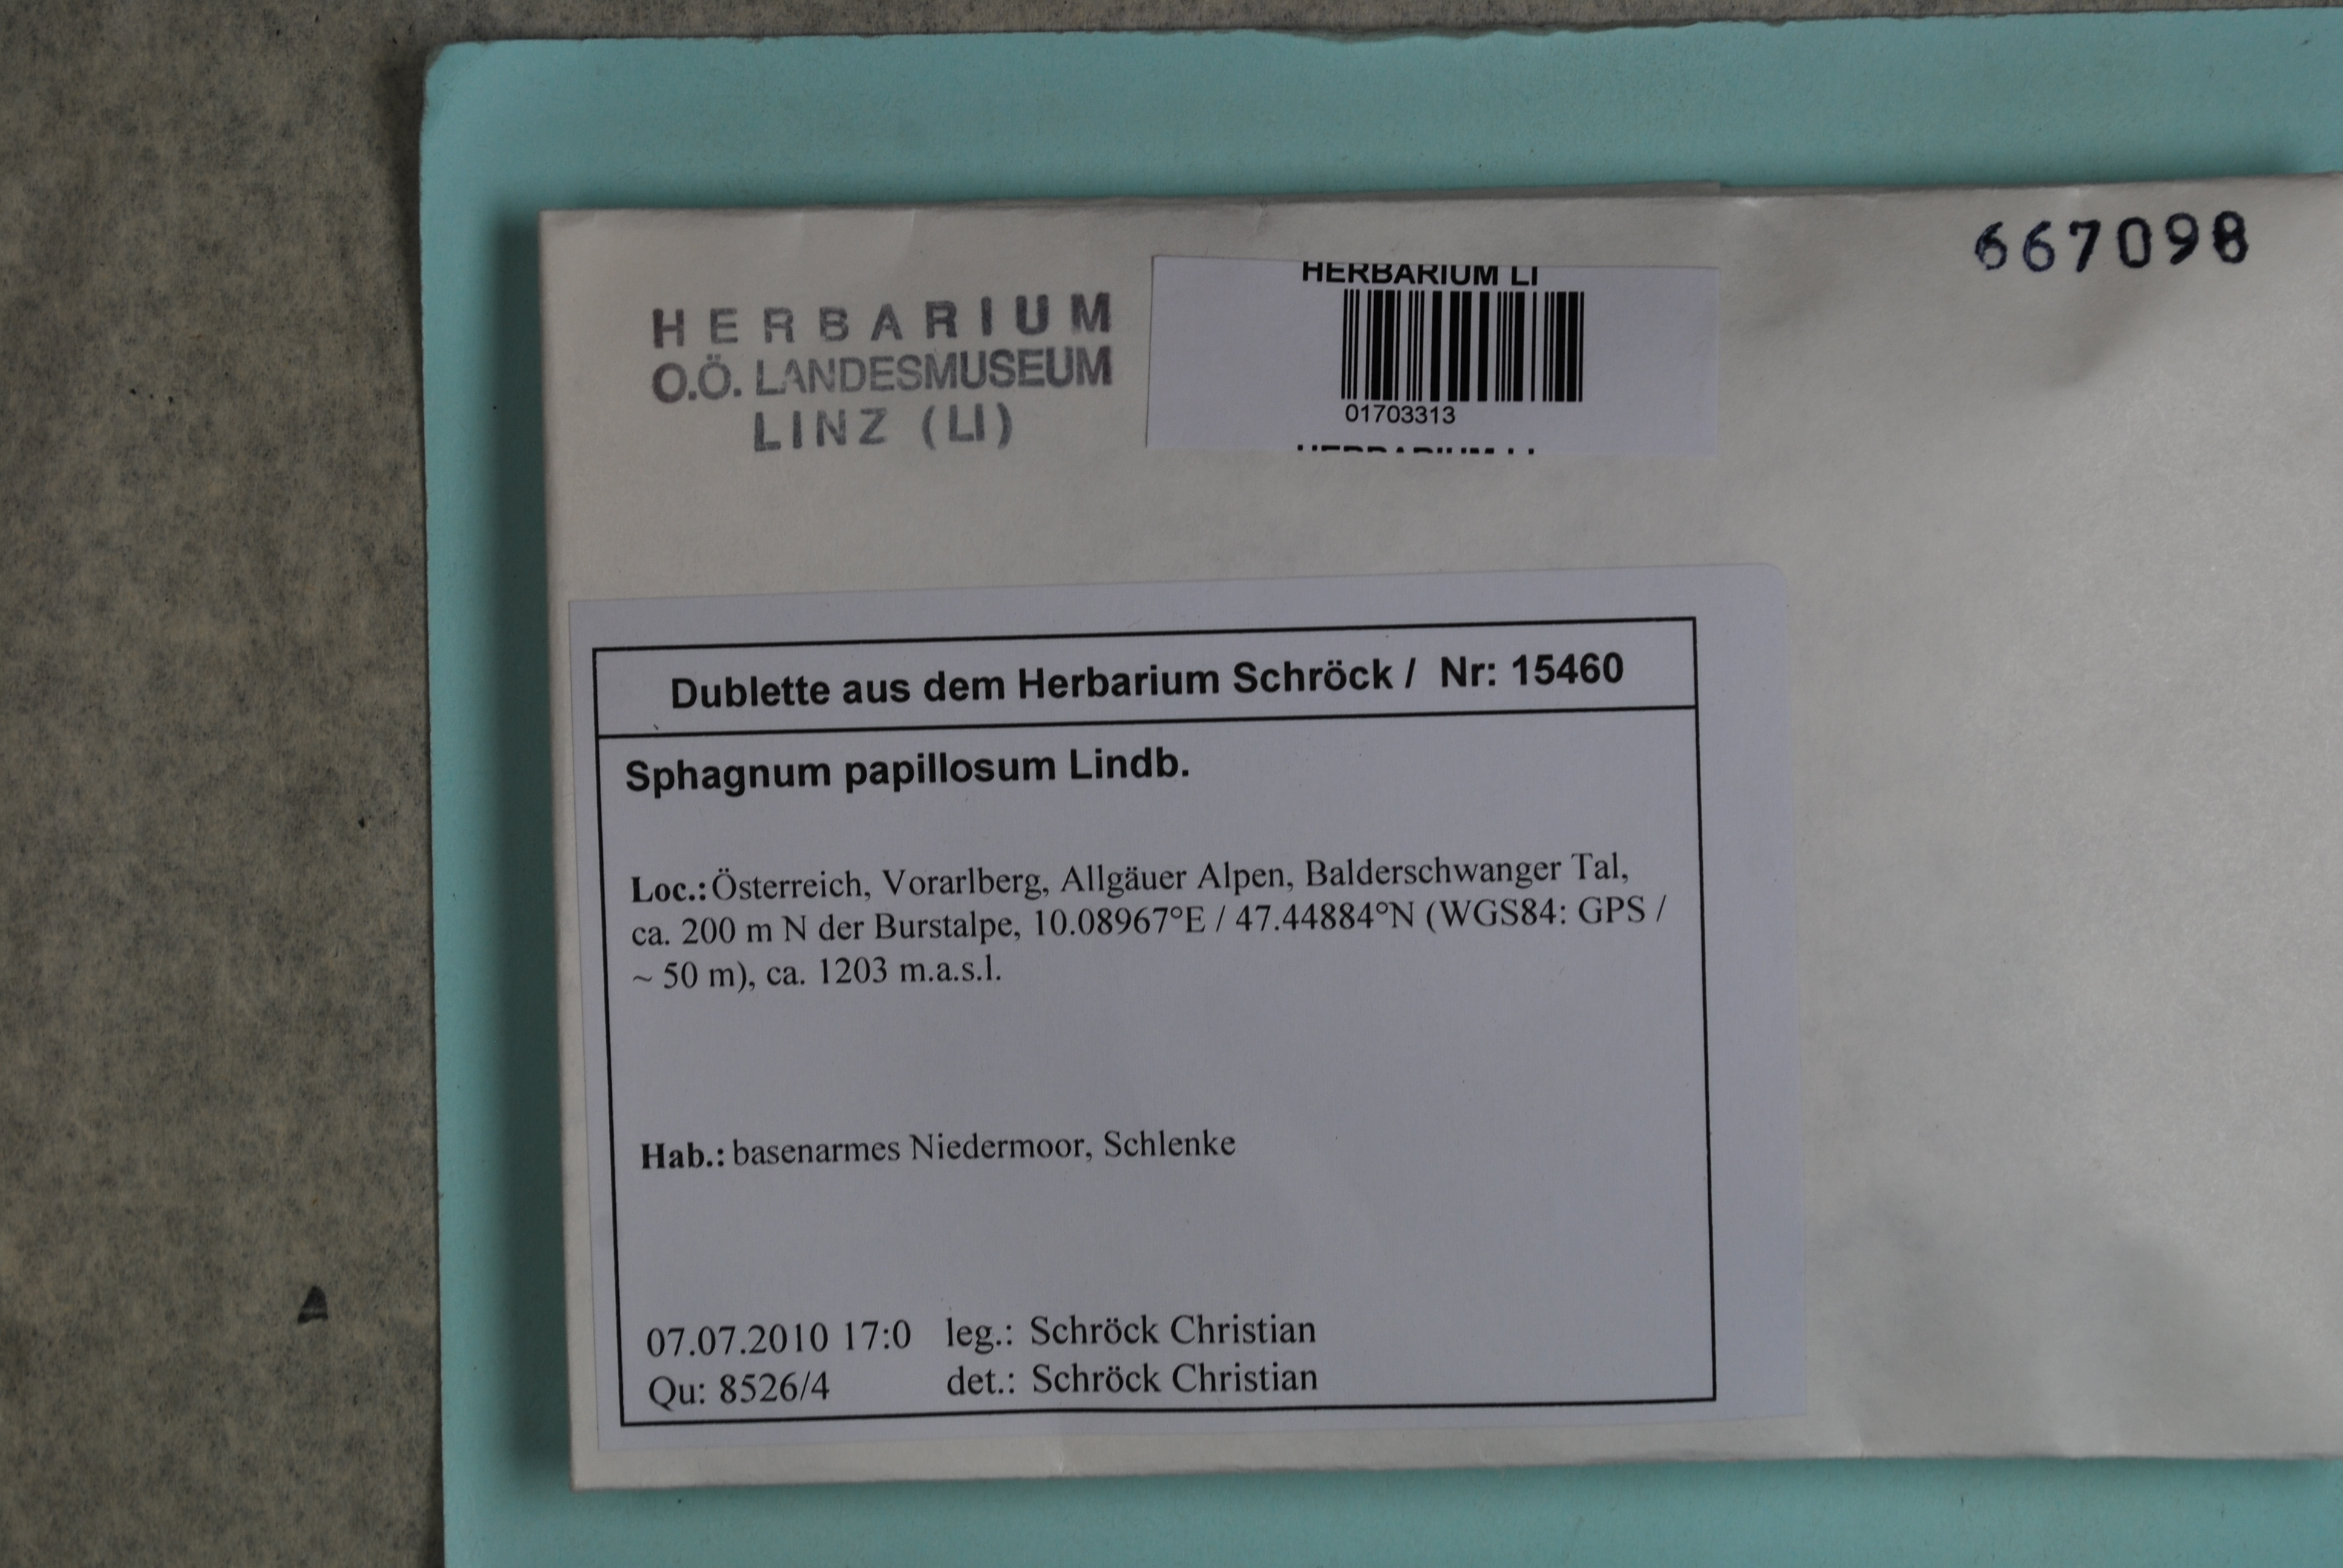 667098
HERBARIUM
O.Ö. LANDESMUSEUM
LINZ (LI)
HERBARIUM LI
01703313
HERBARIUM LI
Dublette aus dem Herbarium Schröck / Nr: 15460
Sphagnum papillosum Lindb.
Loc.: Österreich, Vorarlberg, Allgäuer Alpen, Balderschwanger Tal,
ca. 200 m N der Burstalpe, 10.08967°E / 47.44884°N (WGS84: GPS /
~ 50 m), ca. 1203 m.a.s.l.
Hab.: basenarmes Niedermoor, Schlenke
07.07.2010 17:0 leg.: Schröck Christian
Qu: 8526/4 det.: Schröck Christian